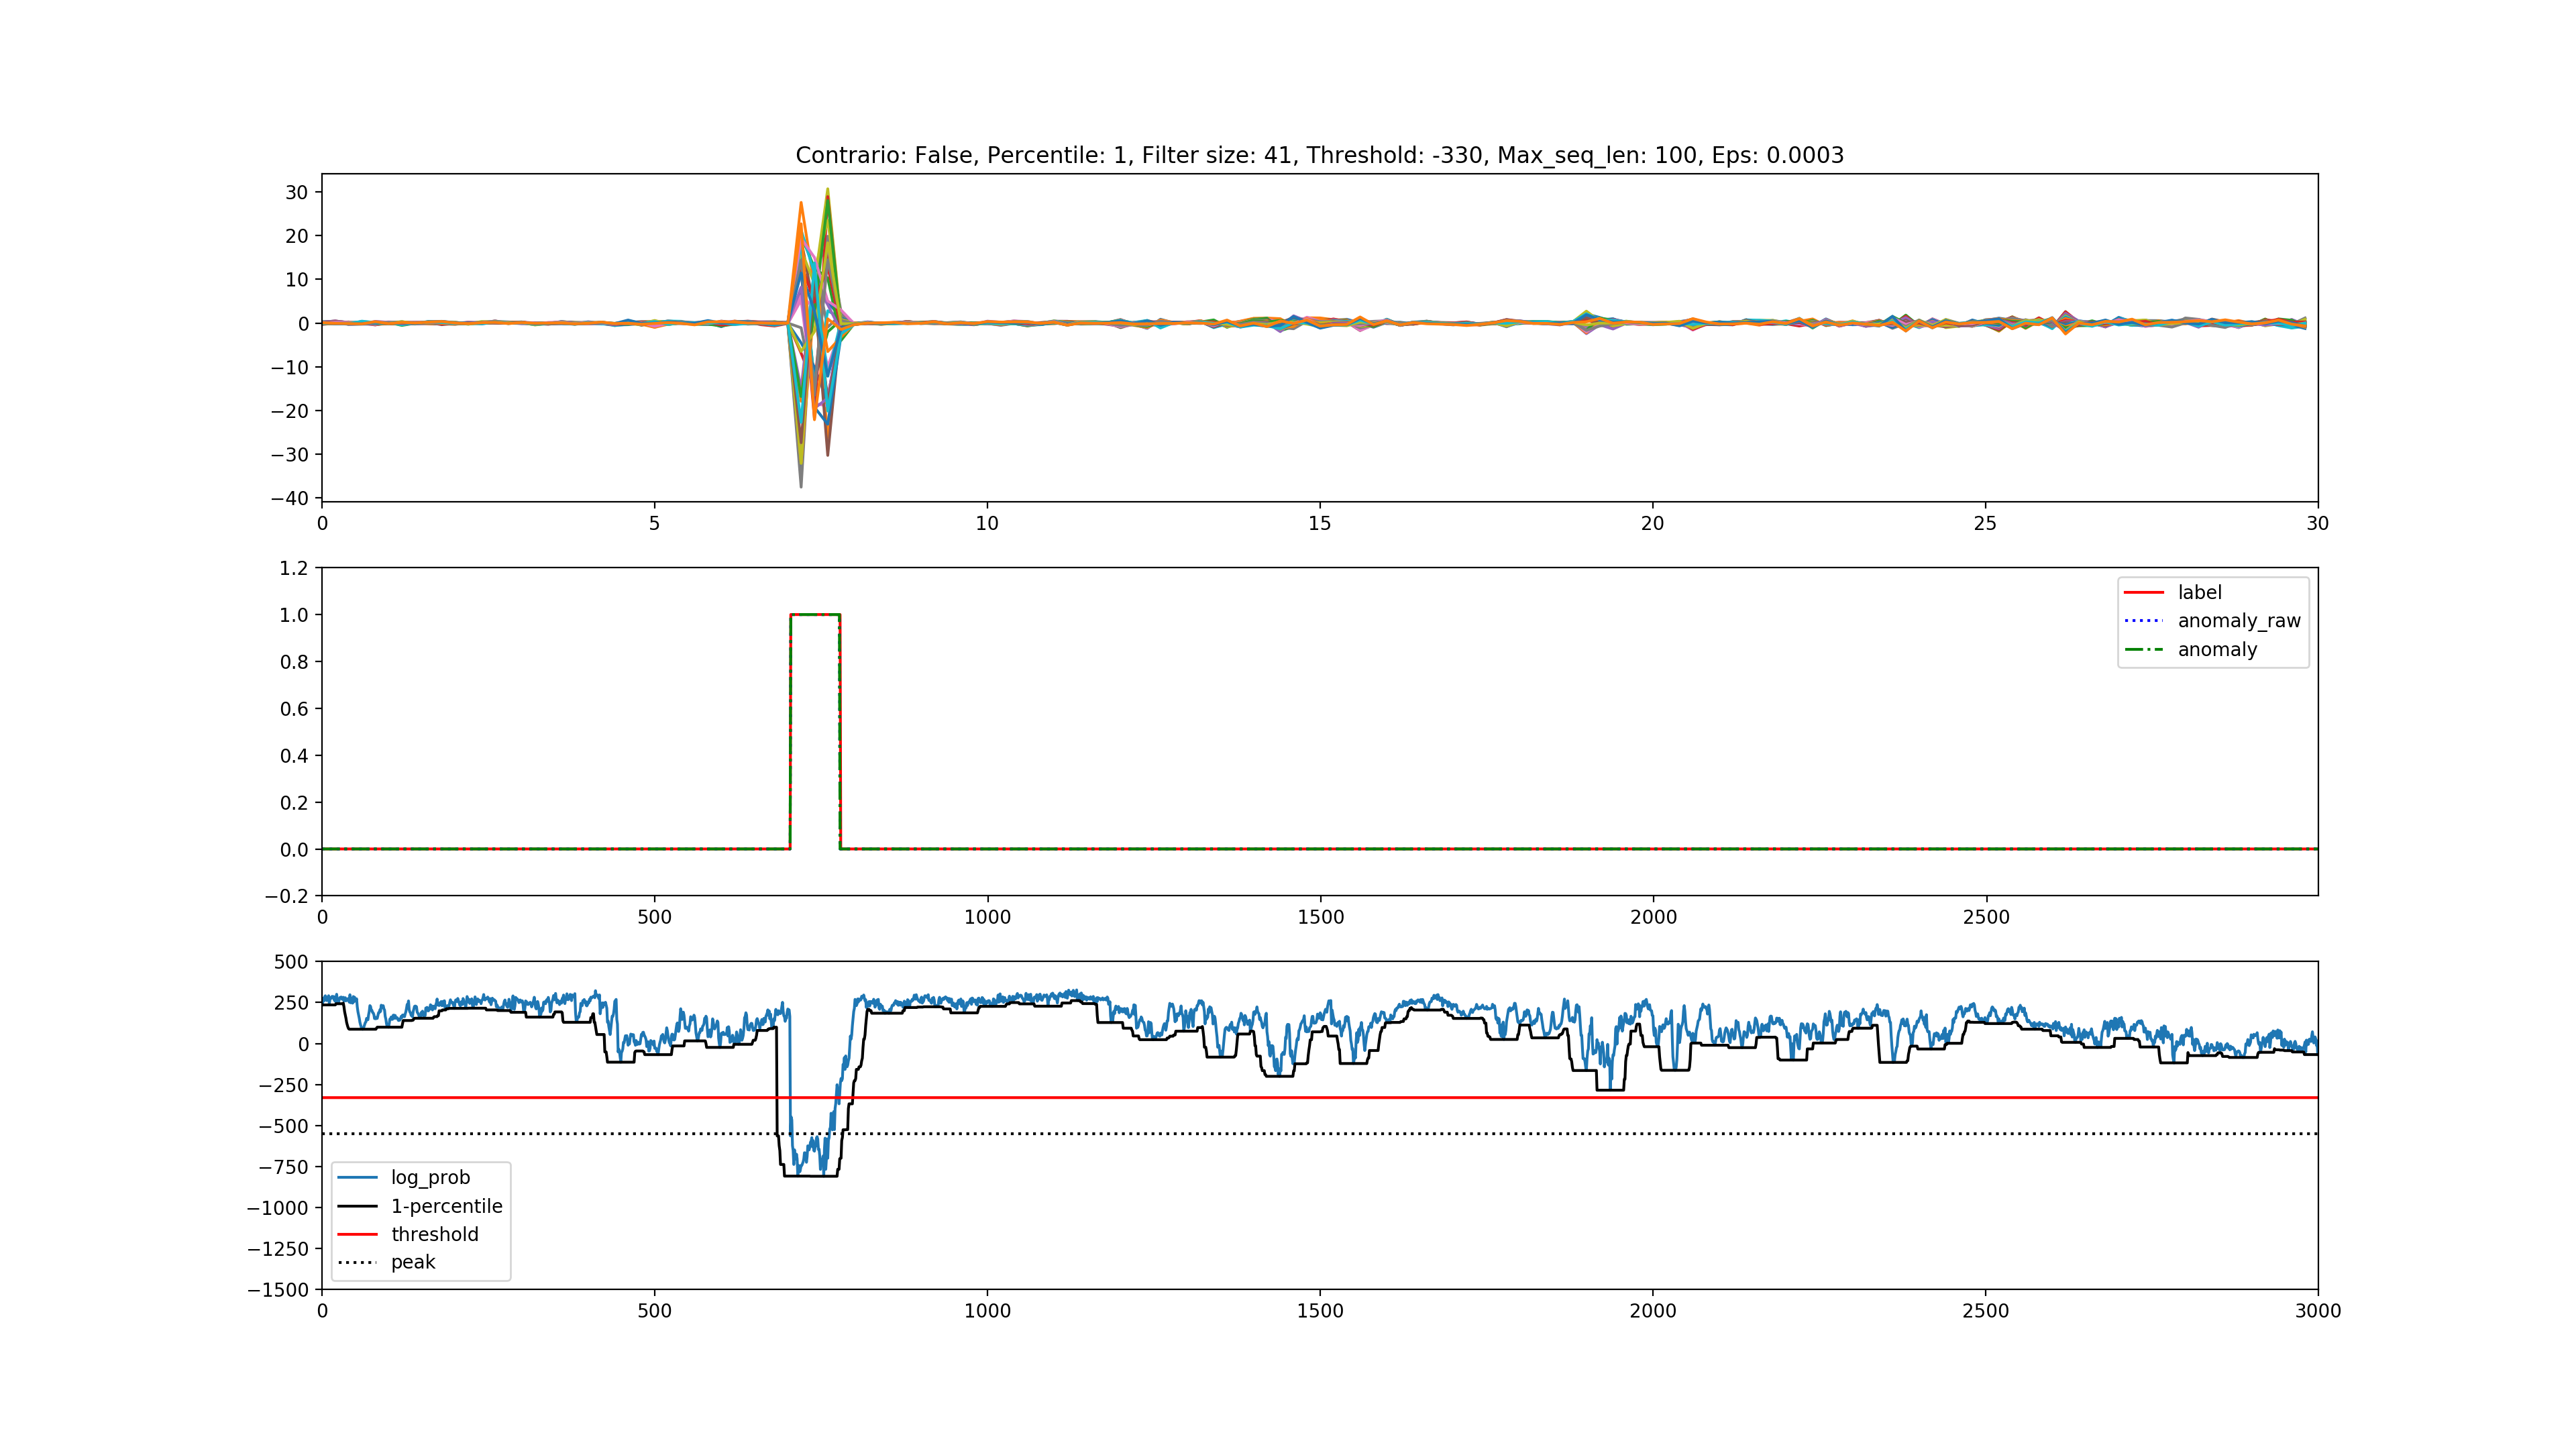 Contrario: False, Percentile: 1, Filter size: 41, Threshold: -330, Max_seq_len: 100, Eps: 0.0003
30
20
10
0
−10
−20
−30
−40
0 5 10 15 20 25 30
1.2
1.0
0.8
0.6
0.4
0.2
0.0
−0.2
label
anomaly_raw
anomaly
0 500 1000 1500 2000 2500
500
250
0
−250
−500
−750
−1000
−1250
−1500
log_prob
1-percentile
threshold
peak
0 500 1000 1500 2000 2500 3000